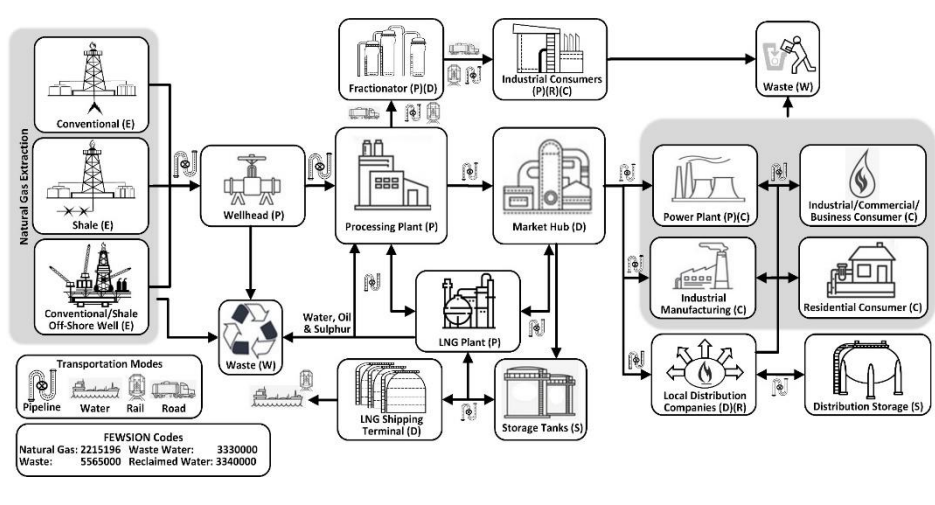 Natural Gas Extraction
Conventional (E)
Shale (E)
Conventional/Shale
Off-Shore Well (E)
Wellhead (P)
Waste (W)
Water, Oil
& Sulphur
Fractionator (P)(D)
Industrial Consumers
(P)(R)(C)
Waste (W)
Processing Plant (P)
Market Hub (D)
LNG Plant (P)
LNG Shipping
Terminal (D)
Storage Tanks (S)
Power Plant (P)(C)
Industrial/Commercial/
Business Consumer (C)
Industrial
Manufacturing (C)
Residential Consumer (C)
Local Distribution
Companies (D)(R)
Distribution Storage (S)
Transportation Modes
Pipeline Water Rail Road
FEWSION Codes
Natural Gas: 2215196 Waste Water: 3330000
Waste: 5565000 Reclaimed Water: 3340000